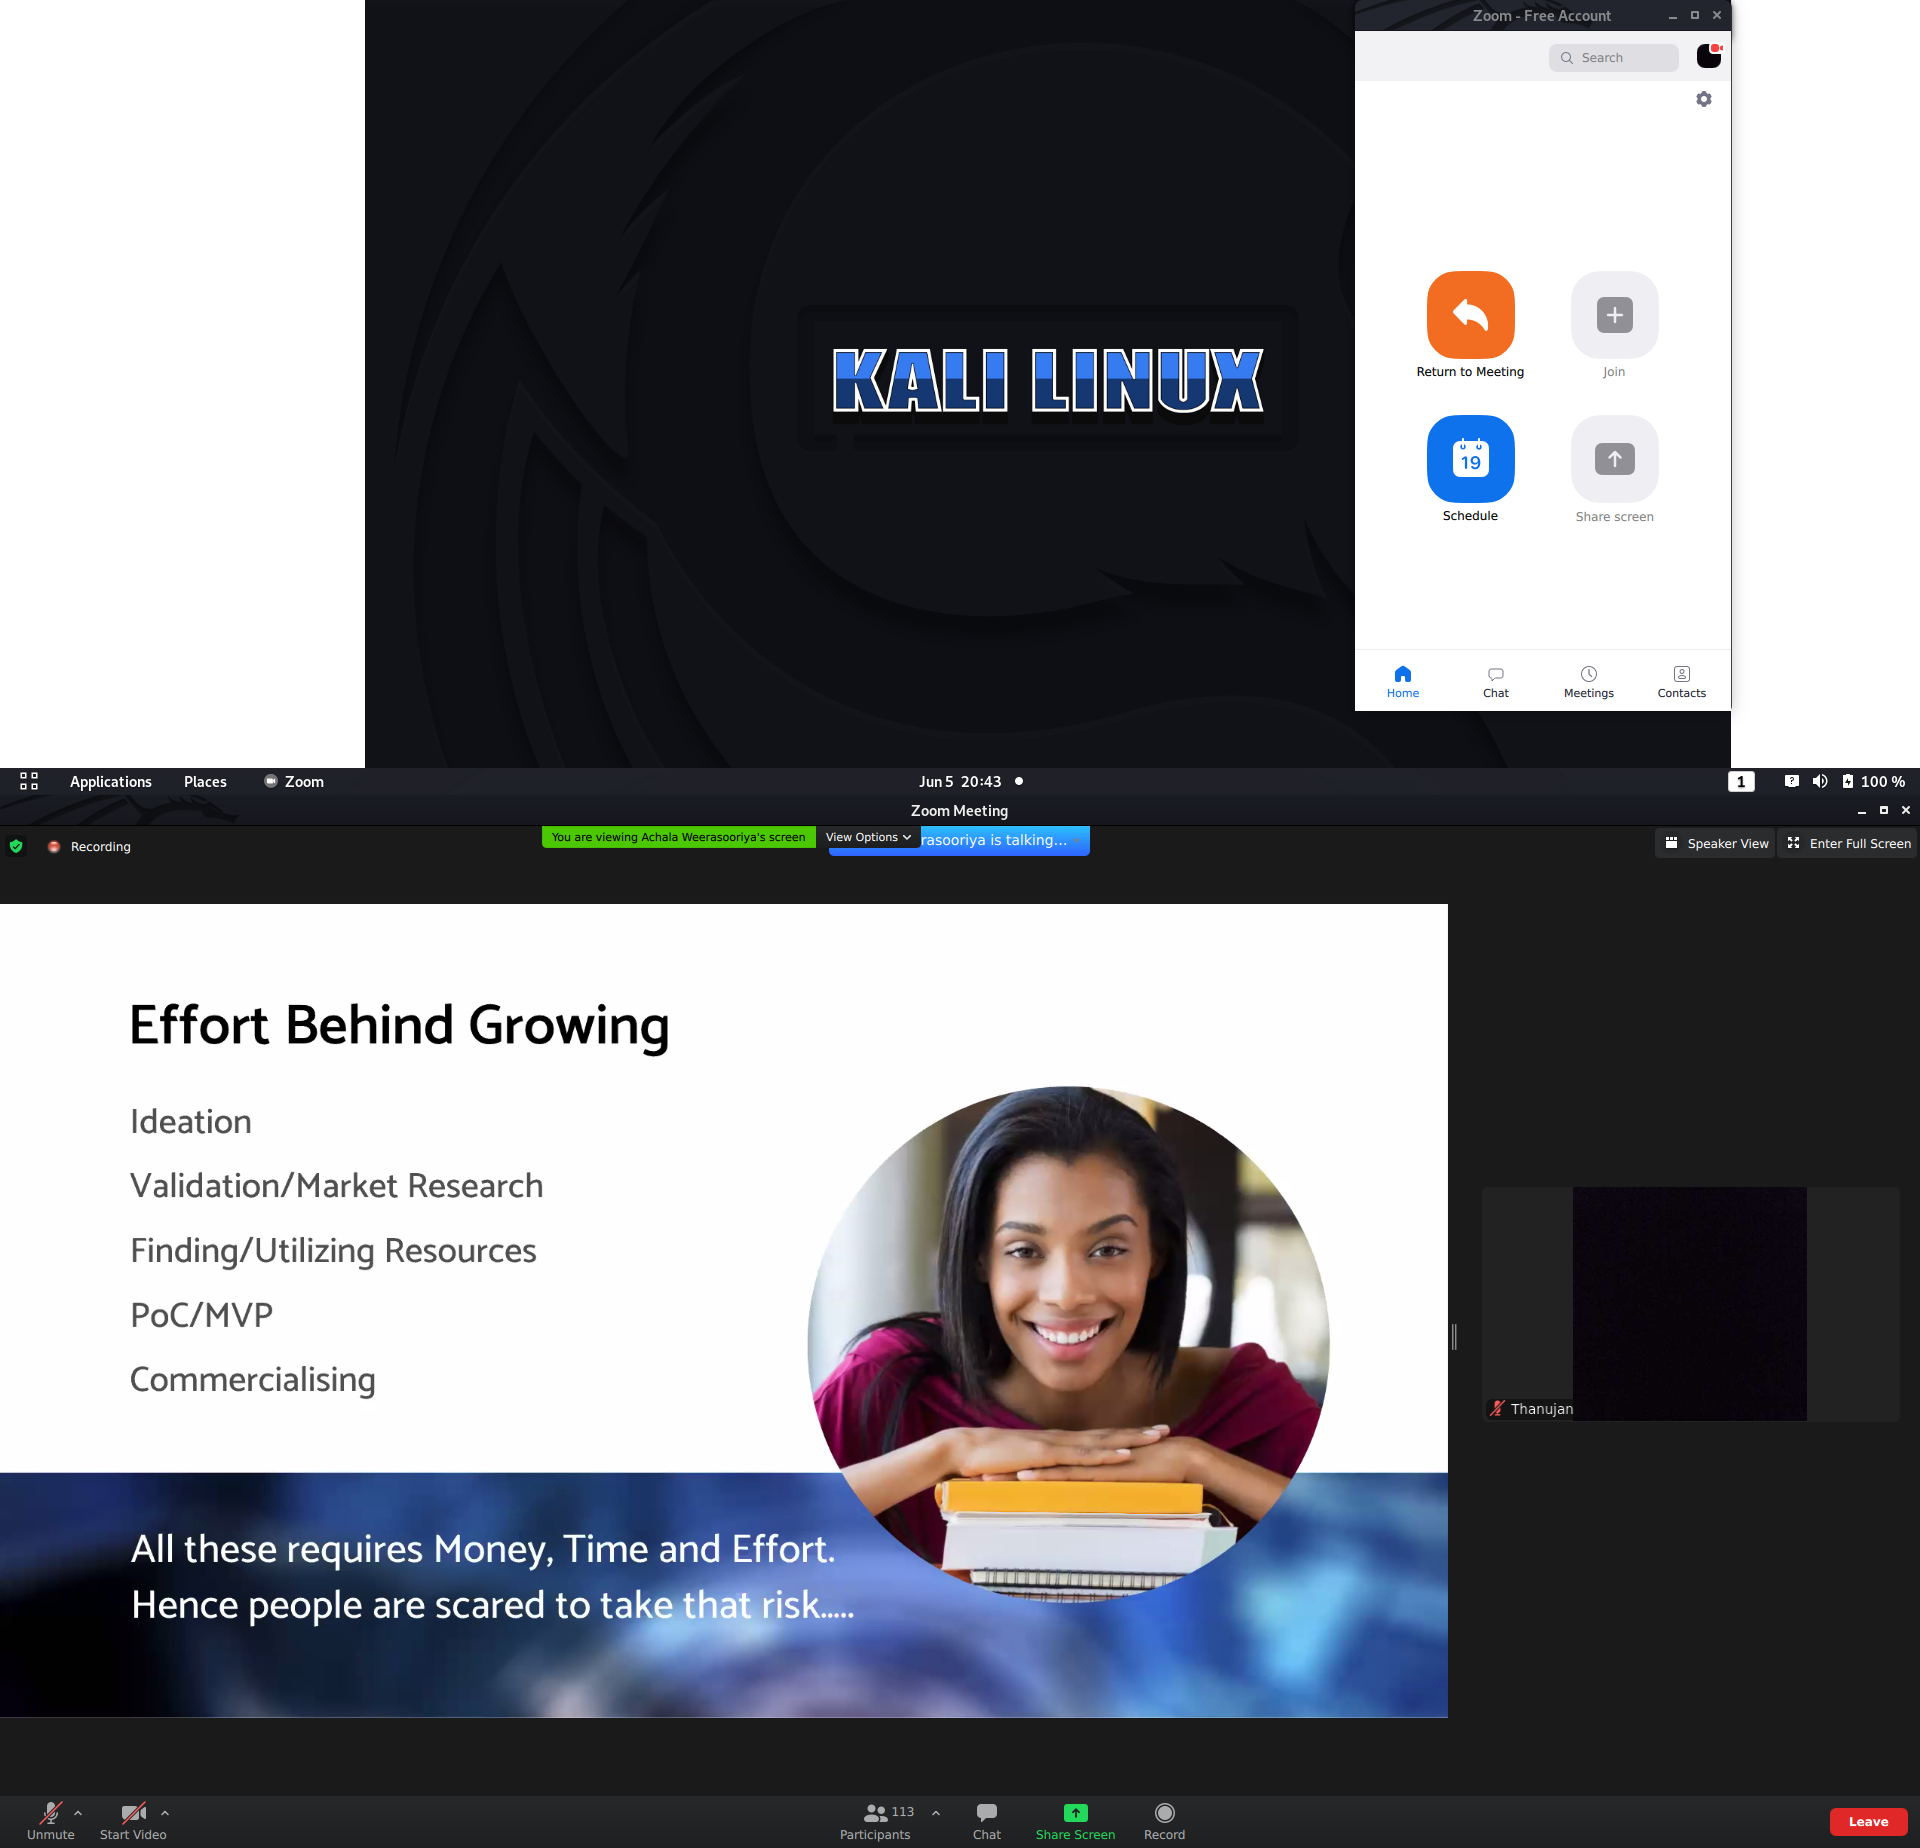 Zoom - Free Account
Search
KALI LINUX
Return to Meeting
Join
19
Schedule
Share screen
Home
Chat
Meetings
Contacts
Applications Places Zoom Jun 5 20:43 1 100 %
Zoom Meeting
Recording
You are viewing Achala Weerasooriya's screen View Options rasooriya is talking...
Speaker View Enter Full Screen
Effort Behind Growing
Ideation
Validation/Market Research
Finding/Utilizing Resources
PoC/MVP
Commercialising
Thanujan
All these requires Money, Time and Effort.
Hence people are scared to take that risk.....
Unmute
Start Video
113
Participants
Chat
Share Screen
Record
Leave